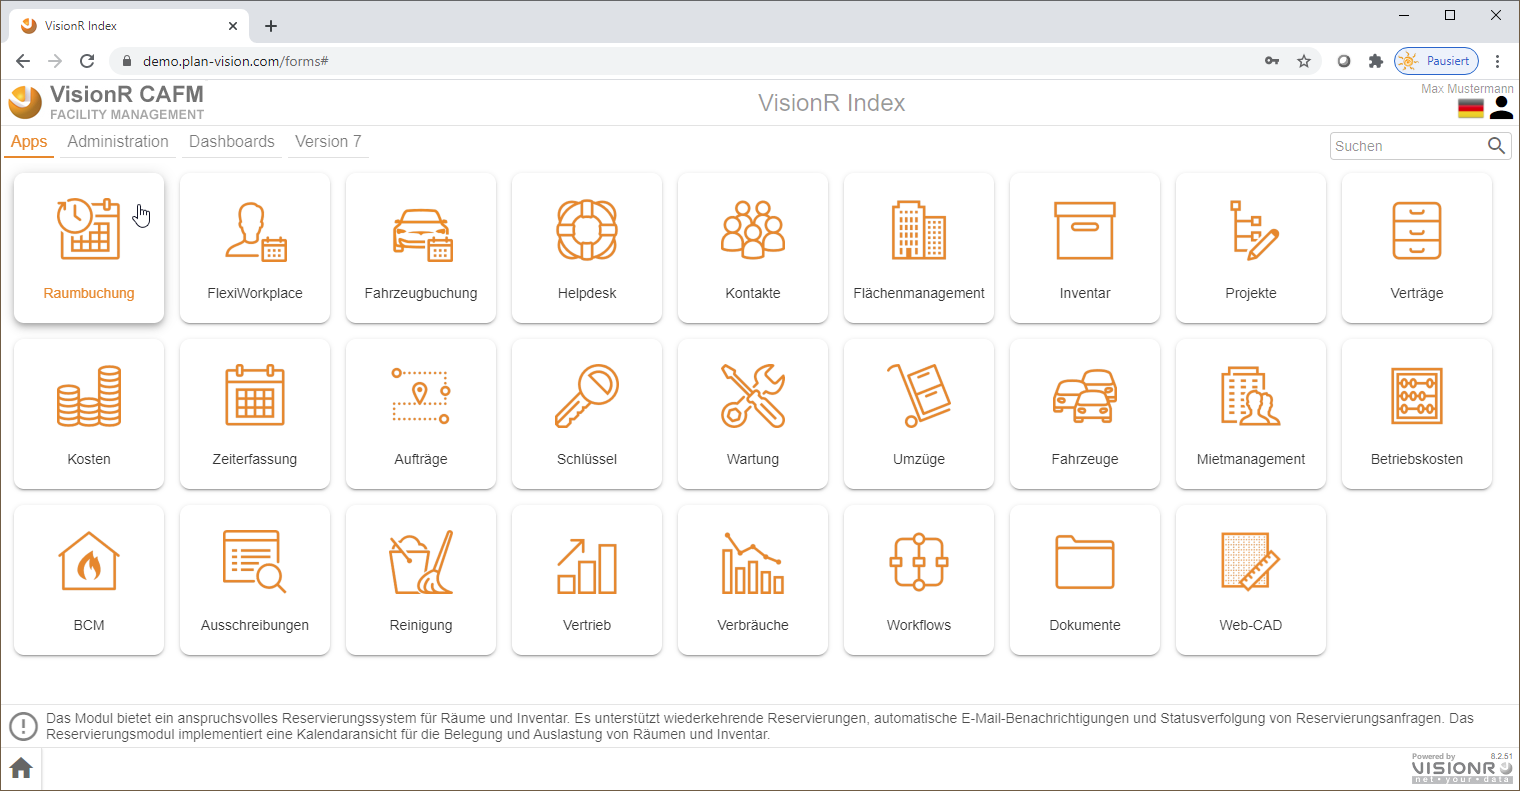 VisionR Index
demo.plan-vision.com/forms#
Pausiert
VisionR CAFM
FACILITY MANAGEMENT
VisionR Index
Max Mustermann
Apps
Administration
Dashboards
Version 7
Suchen
Raumbuchung
FlexiWorkplace
Fahrzeugbuchung
Helpdesk
Kontakte
Flächenmanagement
Inventar
Projekte
Verträge
Kosten
Zeiterfassung
Aufträge
Schlüssel
Wartung
Umzüge
Fahrzeuge
Mietmanagement
Betriebskosten
BCM
Ausschreibungen
Reinigung
Vertrieb
Verbräuche
Workflows
Dokumente
Web-CAD
Das Modul bietet ein anspruchsvolles Reservierungssystem für Räume und Inventar. Es unterstützt wiederkehrende Reservierungen, automatische E-Mail-Benachrichtigungen und Statusverfolgung von Reservierungsanfragen. Das
Reservierungsmodul implementiert eine Kalendaransicht für die Belegung und Auslastung von Räumen und Inventar.
Powered by
6.2.51
VISIONR
net•your•data